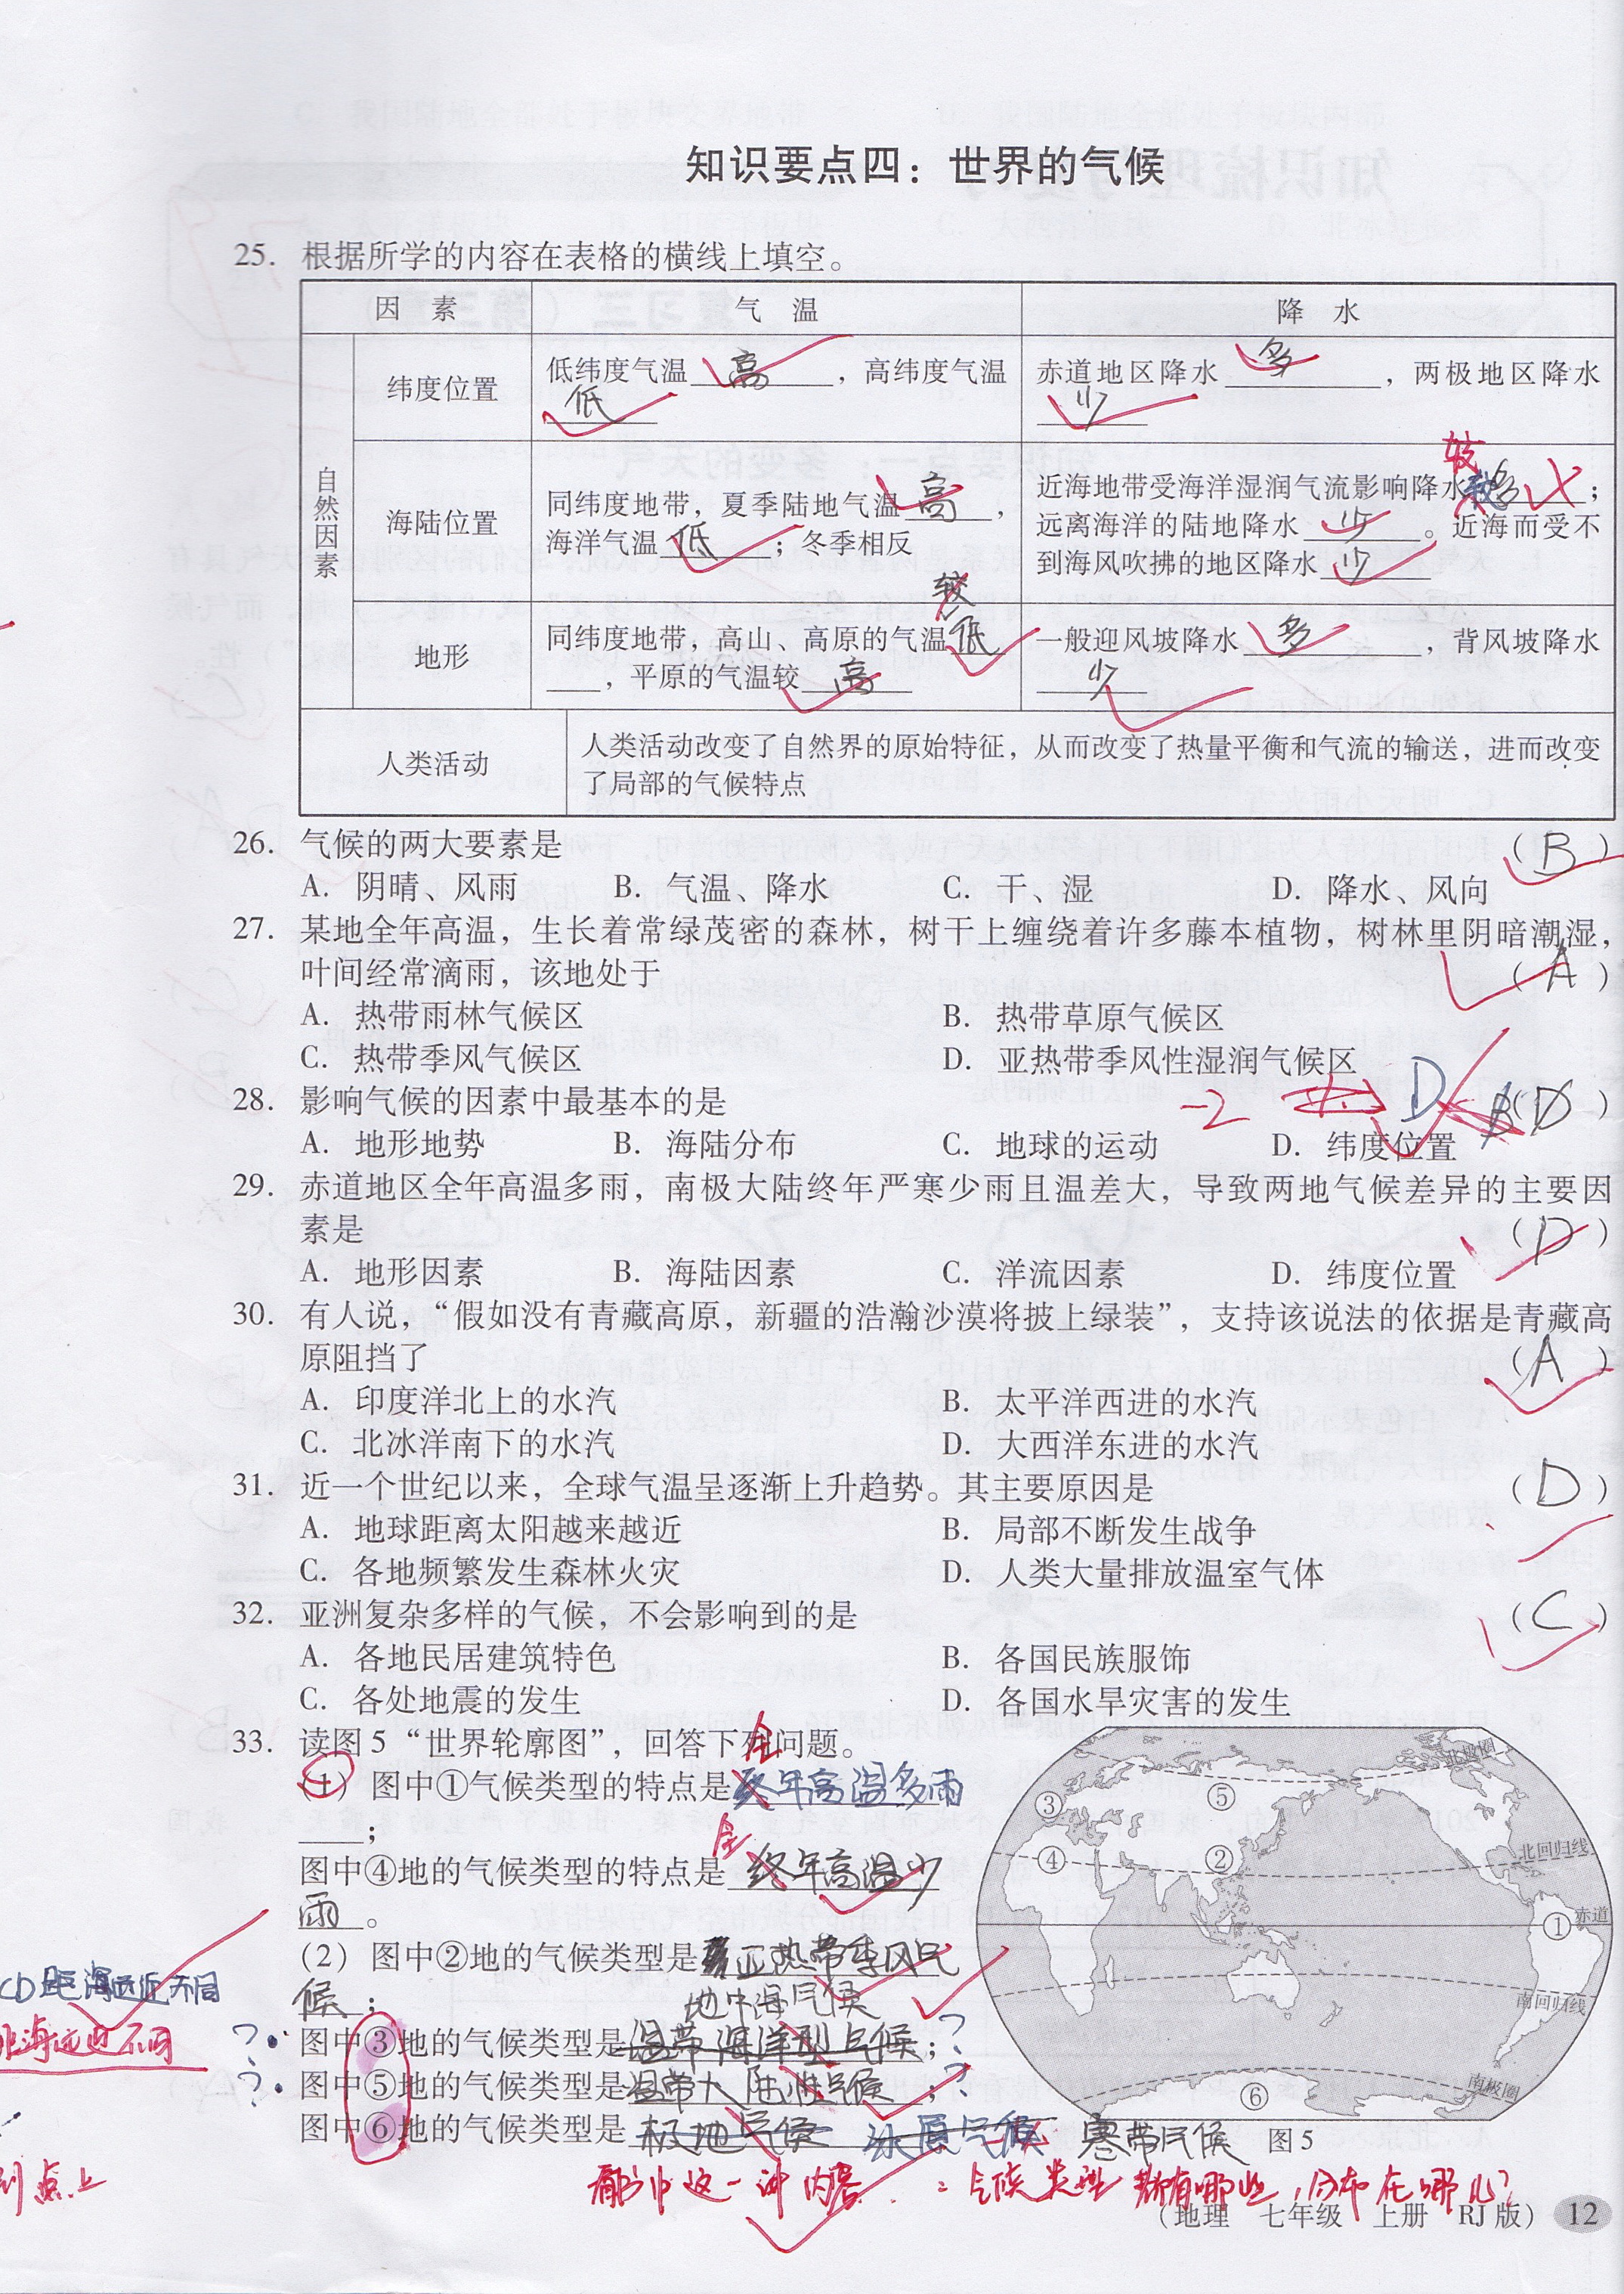 知识要点四：世界的气候
25. 根据所学的内容在表格的横线上填空。
因 素 气 温 降 水
自然因素
纬度位置
低纬度气温 高 ，高纬度气温
低
赤道地区降水 多 ，两极地区降水
少
海陆位置
同纬度地带，夏季陆地气温 高 ，
海洋气温 低 ；冬季相反
较
近海地带受海洋湿润气流影响降水 多 ；
远离海洋的陆地降水 少 。近海而受不
到海风吹拂的地区降水 少
地形
较
同纬度地带，高山、高原的气温 低
，平原的气温较 高
一般迎风坡降水 多 ，背风坡降水
少
人类活动
人类活动改变了自然界的原始特征，从而改变了热量平衡和气流的输送，进而改变
了局部的气候特点
26. 气候的两大要素是 （ B ）
A. 阴晴、风雨 B. 气温、降水 C. 干、湿 D. 降水、风向
27. 某地全年高温，生长着常绿茂密的森林，树干上缠绕着许多藤本植物，树林里阴暗潮湿，
叶间经常滴雨，该地处于 （ A ）
A. 热带雨林气候区 B. 热带草原气候区
C. 热带季风气候区 D. 亚热带季风性湿润气候区
28. 影响气候的因素中最基本的是 -2 D B （ D ）
A. 地形地势 B. 海陆分布 C. 地球的运动 D. 纬度位置
29. 赤道地区全年高温多雨，南极大陆终年严寒少雨且温差大，导致两地气候差异的主要因
素是 （ D ）
A. 地形因素 B. 海陆因素 C. 洋流因素 D. 纬度位置
30. 有人说，“假如没有青藏高原，新疆的浩瀚沙漠将披上绿装”，支持该说法的依据是青藏高
原阻挡了 （ A ）
A. 印度洋北上的水汽 B. 太平洋西进的水汽
C. 北冰洋南下的水汽 D. 大西洋东进的水汽
31. 近一个世纪以来，全球气温呈逐渐上升趋势。其主要原因是 （ D ）
A. 地球距离太阳越来越近 B. 局部不断发生战争
C. 各地频繁发生森林火灾 D. 人类大量排放温室气体
32. 亚洲复杂多样的气候，不会影响到的是 （ C ）
A. 各地民居建筑特色 B. 各国民族服饰
C. 各处地震的发生 D. 各国水旱灾害的发生
33. 读图5“世界轮廓图”，回答下列问题。
全
（1）图中①气候类型的特点是终年高温多雨
；
全
图中④地的气候类型的特点是 终年高温少
雨 。
（2）图中②地的气候类型是 亚热带季风气
候 ；
地中海气候
图中③地的气候类型是温带海洋型气候；
图中⑤地的气候类型是温带大陆性气候；
图中⑥地的气候类型是 极地气候 冰原气候 寒带气候
CD距海远近不同
海远近不同
到点上
⑤
③
④
②
①
⑥
北极圈
北回归线
赤道
南回归线
南极圈
图5
气候类型都有哪些，分布在哪儿？
（地理 七年级 上册 RJ版） 12